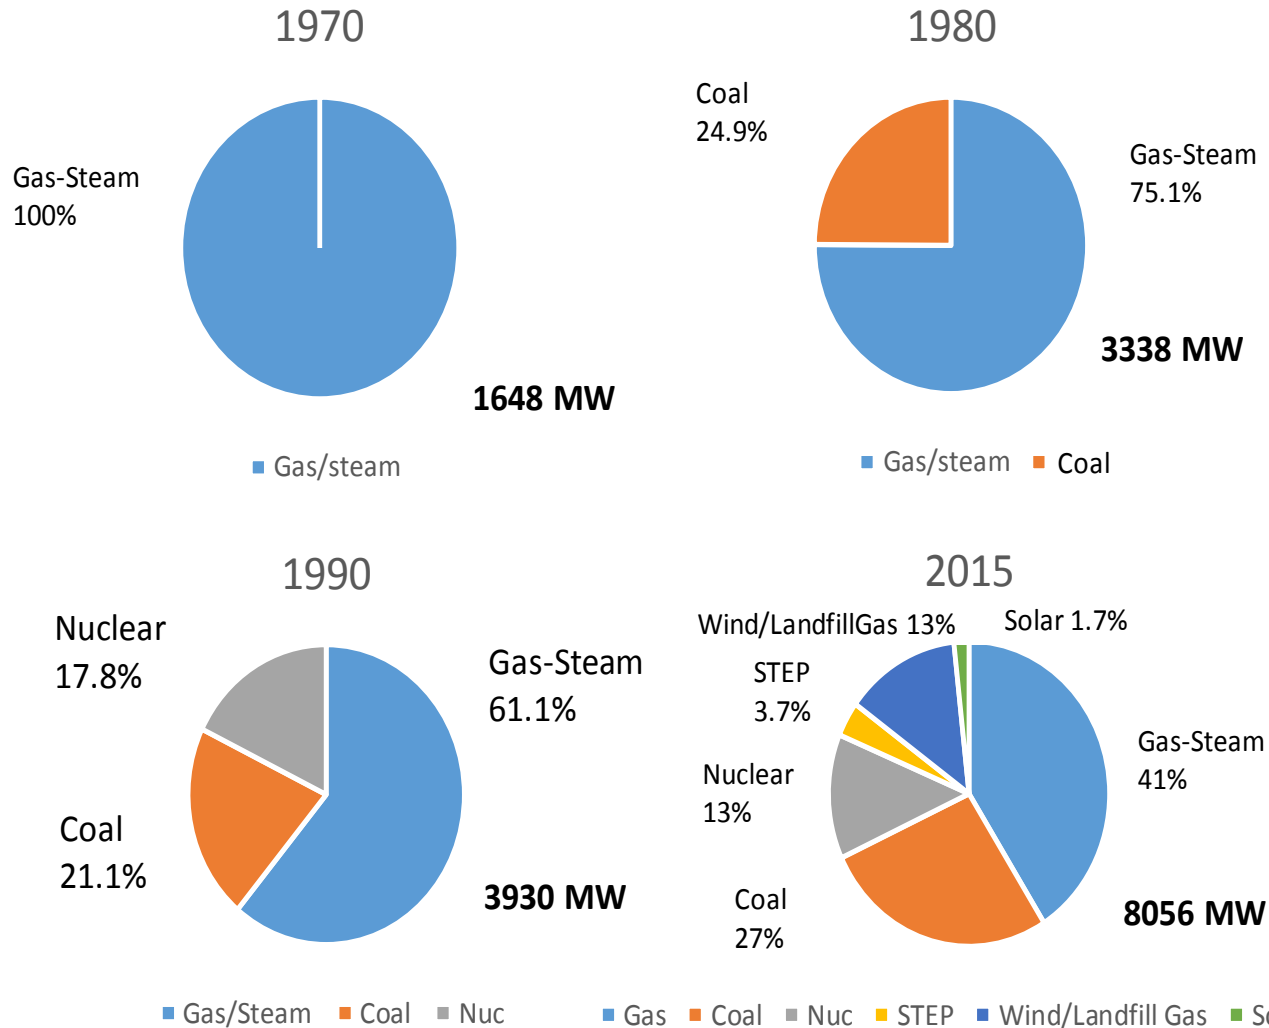 1970
Gas-Steam
100%
1648 MW
Gas/steam
1980
Coal
24.9%
Gas-Steam
75.1%
3338 MW
Gas/steam Coal
1990
Nuclear
17.8%
Gas-Steam
61.1%
Coal
21.1%
3930 MW
Gas/Steam Coal Nuc
2015
Wind/LandfillGas 13%
Solar 1.7%
STEP
3.7%
Gas-Steam
41%
Nuclear
13%
Coal
27%
8056 MW
Gas Coal Nuc STEP Wind/Landfill Gas